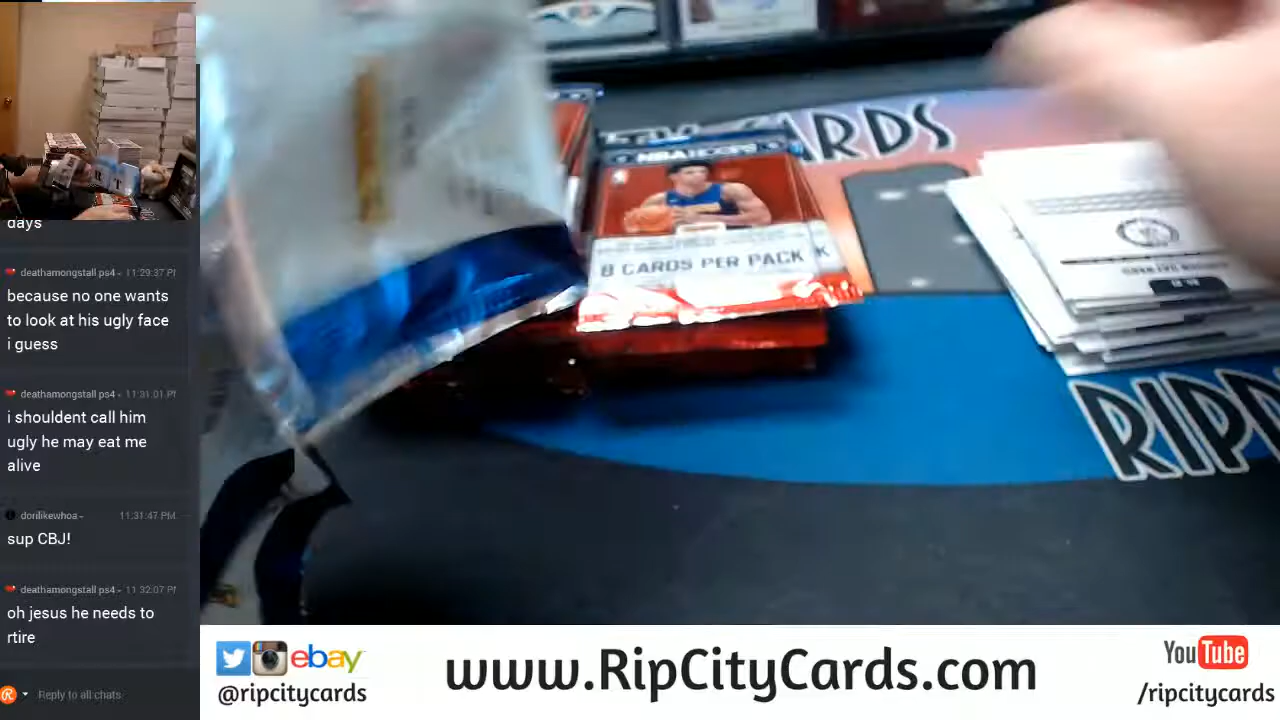 days
deathamongstall ps4 - 11:29:37 PM
because no one wants
to look at his ugly face
i guess
deathamongstall ps4 - 11:31:01 PM
i shouldent call him
ugly he may eat me
alive
dorilikewhoa - 11:31:47 PM
sup CBJ!
deathamongstall ps4 - 11:32:07 PM
oh jesus he needs to
rtire
Reply to all chats
CARDS
NBA HOOPS
8 CARDS PER PACK
K
RIPP
ebay
@ripcitycards
www.RipCityCards.com
YouTube
/ripcitycards